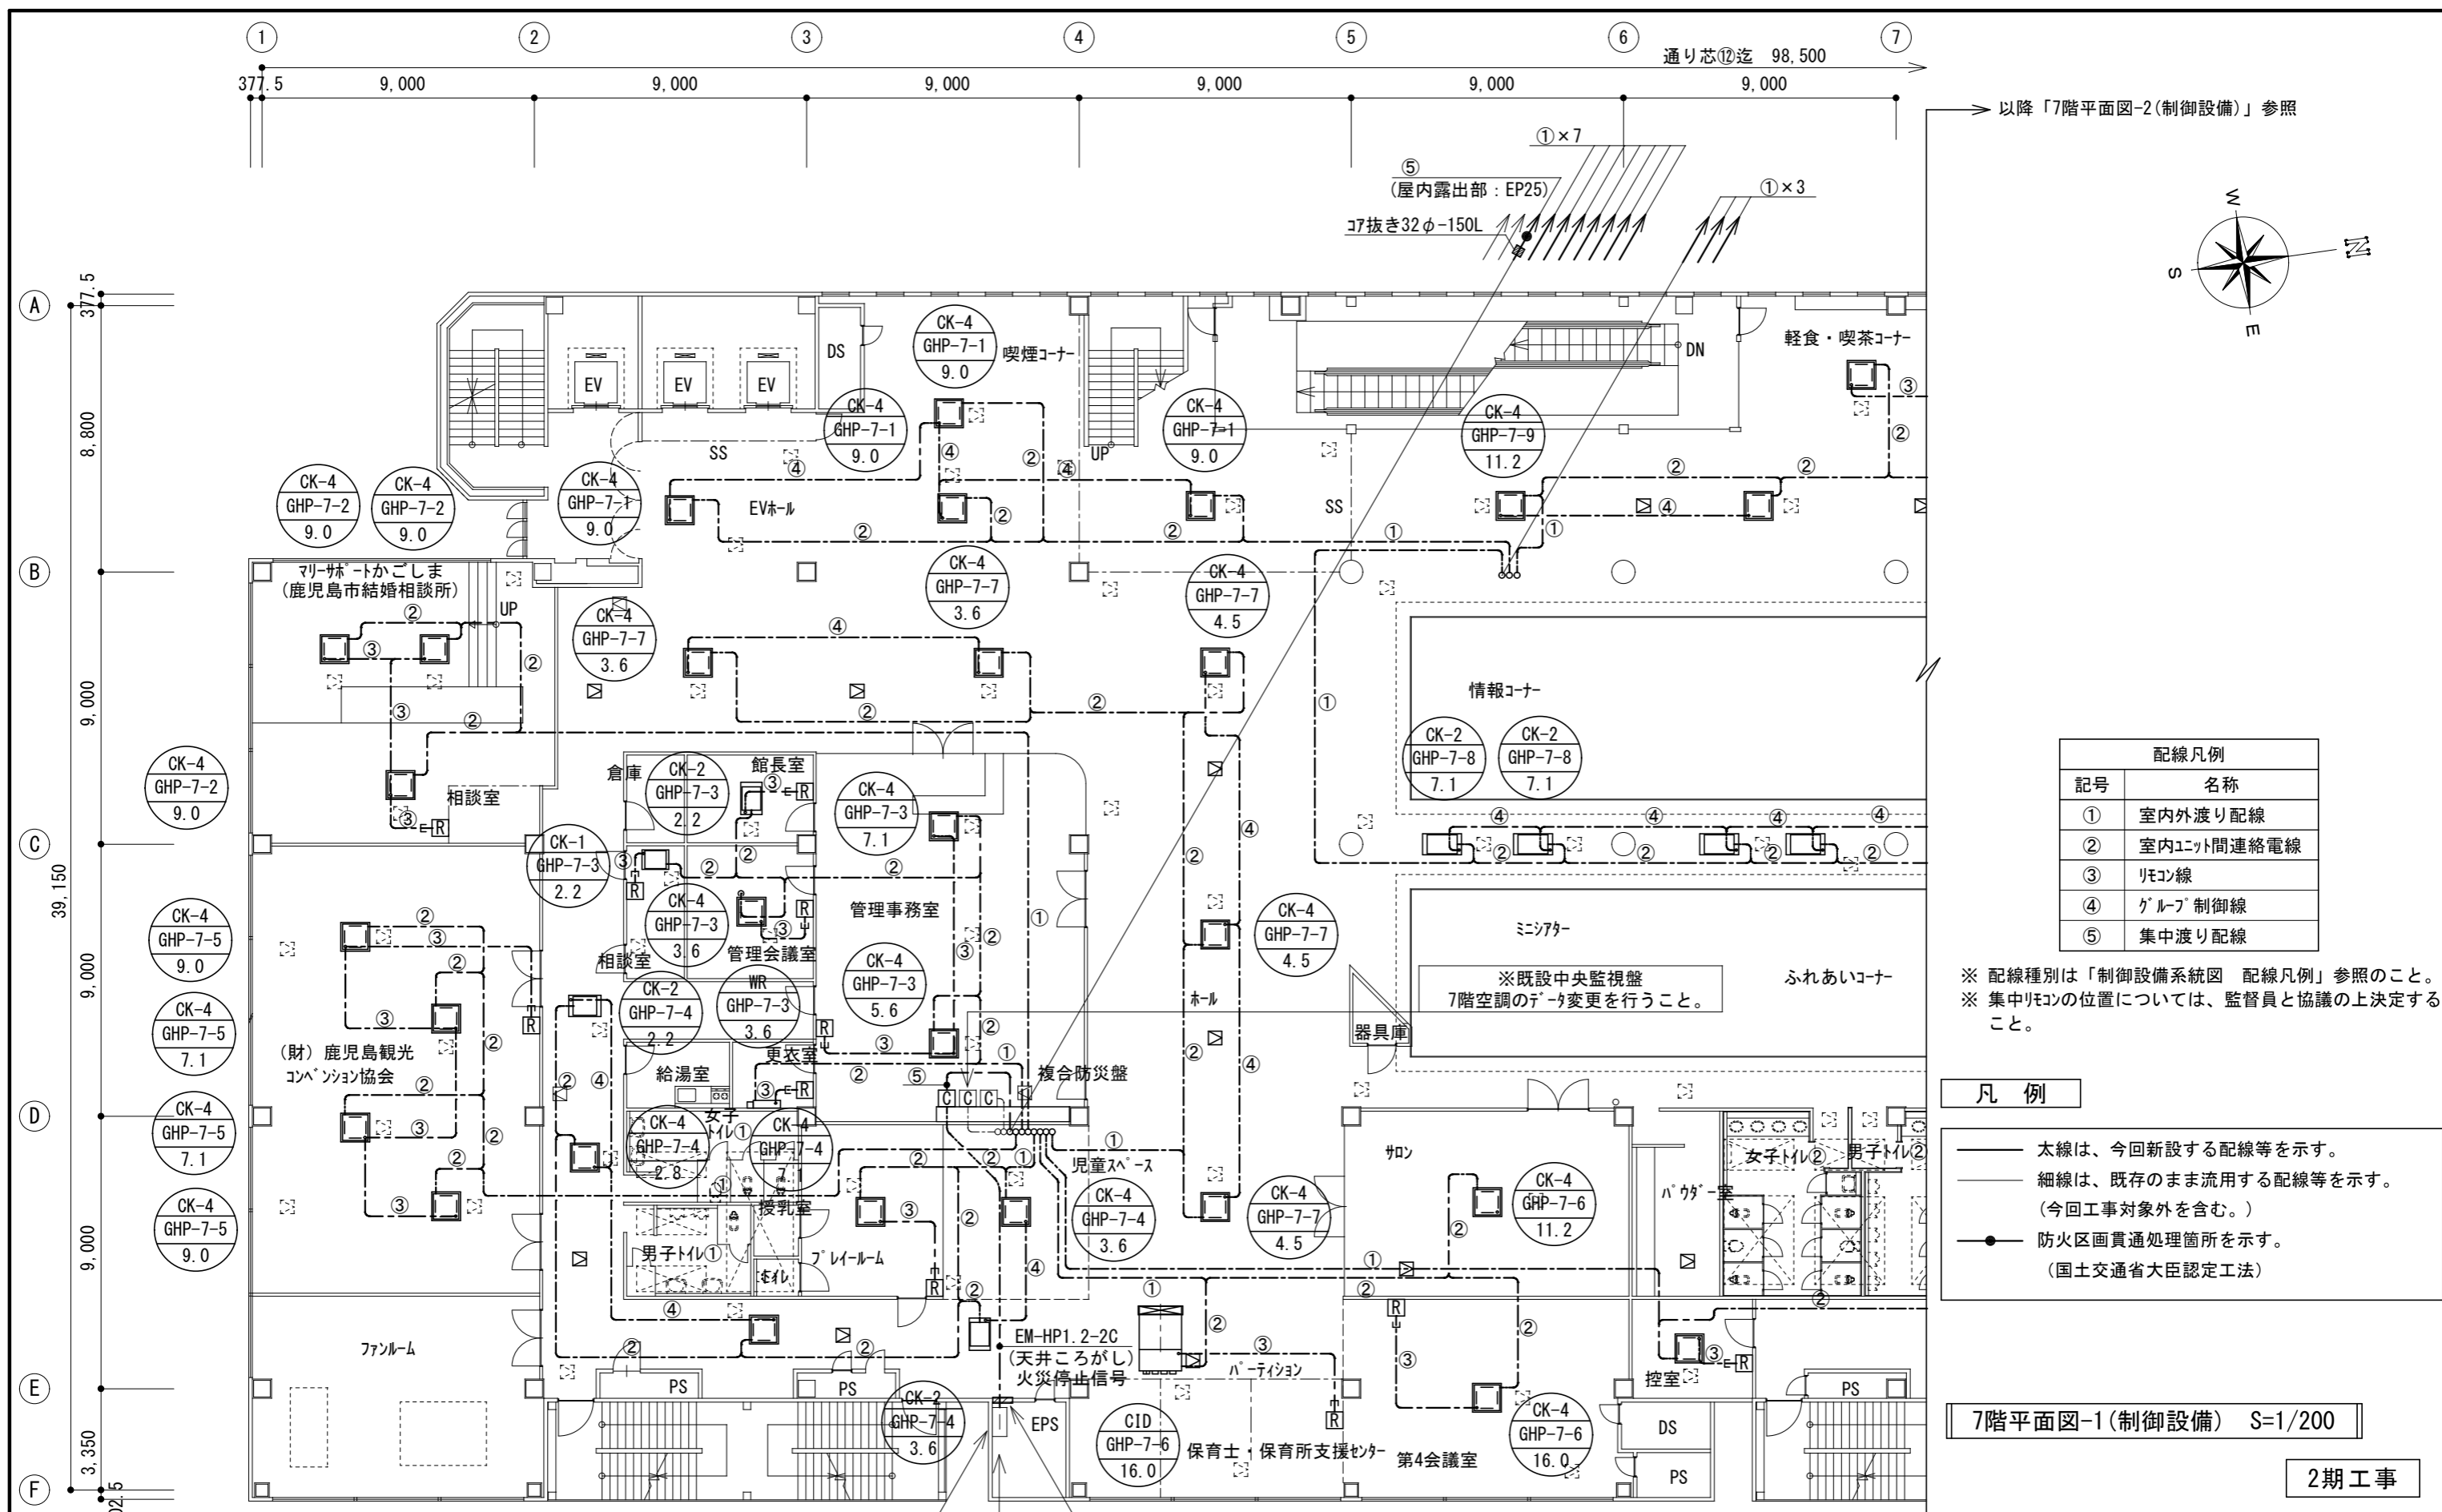 ① ② ③ ④ ⑤ ⑥ ⑦
通り芯⑫迄 98,500
377.5 9,000 9,000 9,000 9,000 9,000 9,000
以降「7階平面図-2(制御設備)」参照
①×7
⑤
(屋内露出部：EP25)
①×3
コア抜き32φ-150L
W
N
S
E
A
377.5
8,800
B
9,000
C
39,150
9,000
D
9,000
E
3,350
F
CK-4
GHP-7-1
9.0
喫煙コーナー
DS
EV
EV
EV
DN
軽食・喫茶コーナー
CK-4
GHP-7-1
9.0
CK-4
GHP-7-1
9.0
CK-4
GHP-7-9
11.2
SS
UP
SS
EVホール
CK-4
GHP-7-2
9.0
CK-4
GHP-7-2
9.0
CK-4
GHP-7-1
9.0
マリーサポートかごしま
(鹿児島市結婚相談所)
UP
CK-4
GHP-7-7
3.6
CK-4
GHP-7-7
3.6
CK-4
GHP-7-7
4.5
情報コーナー
CK-2
GHP-7-8
7.1
CK-2
GHP-7-8
7.1
CK-4
GHP-7-2
9.0
相談室
倉庫
CK-2
GHP-7-3
2.2
館長室
R
CK-4
GHP-7-3
7.1
R
CK-1
GHP-7-3
2.2
R
CK-4
GHP-7-3
3.6
R
管理事務室
管理会議室
相談室
CK-4
GHP-7-7
4.5
ミニシアター
※既設中央監視盤
7階空調のデータ変更を行うこと。
ふれあいコーナー
ホール
器具庫
CK-4
GHP-7-5
9.0
CK-4
GHP-7-5
7.1
(財)鹿児島観光
コンベンション協会
R
CK-2
GHP-7-4
2.2
WR
GHP-7-3
3.6
CK-4
GHP-7-3
5.6
R
更衣室
給湯室
R
⑤
C C C
複合防災盤
CK-4
GHP-7-5
7.1
CK-4
GHP-7-5
9.0
女子
トイレ①
CK-4
GHP-7-4
2.8
CK-4
GHP-7-4
7.1
授乳室
男子トイレ①
プレイルーム
R
児童スペース
CK-4
GHP-7-4
3.6
CK-4
GHP-7-7
4.5
サロン
CK-4
GHP-7-6
11.2
パウダー室
女子トイレ②
男子トイレ②
ファンルーム
EM-HP1.2-2C
(天井ころがし)
火災停止信号
パーティション
R
R
R
控室
PS
PS
PS
CK-2
GHP-7-4
3.6
EPS
CID
GHP-7-6
16.0
保育士・保育所支援センター
第4会議室
CK-4
GHP-7-6
16.0
DS
PS
配線凡例
記号 名称
① 室内外渡り配線
② 室内ユニット間連絡電線
③ リモコン線
④ グループ制御線
⑤ 集中渡り配線
※ 配線種別は「制御設備系統図 配線凡例」参照のこと。
※ 集中リモコンの位置については、監督員と協議の上決定する
こと。
凡 例
太線は、今回新設する配線等を示す。
細線は、既存のまま流用する配線等を示す。
(今回工事対象外を含む。)
防火区画貫通処理箇所を示す。
(国土交通省大臣認定工法)
7階平面図-1(制御設備) S=1/200
2期工事